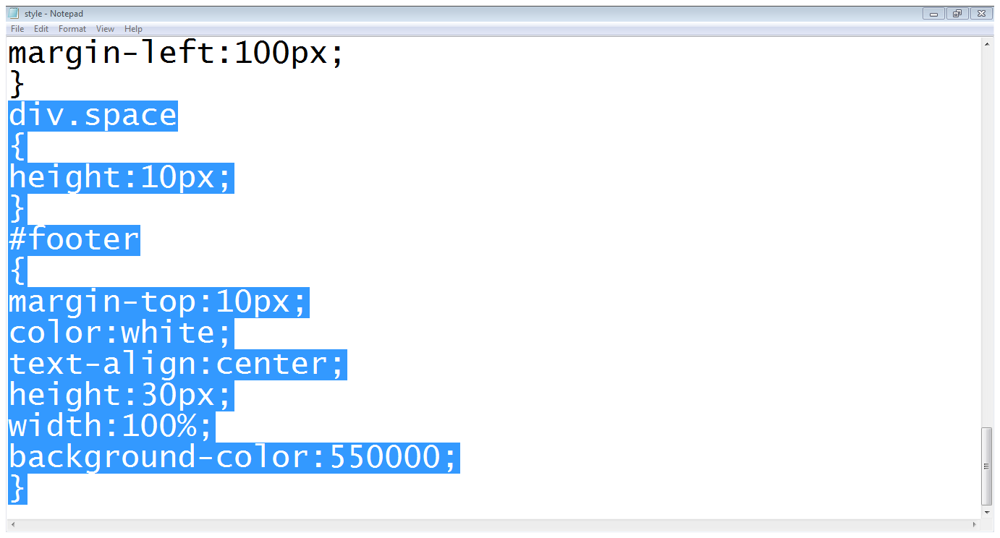 style - Notepad
File Edit Format View Help
margin-left:100px;
}
div.space
{
height:10px;
}
#footer
{
margin-top:10px;
color:white;
text-align:center;
height:30px;
width:100%;
background-color:550000;
}